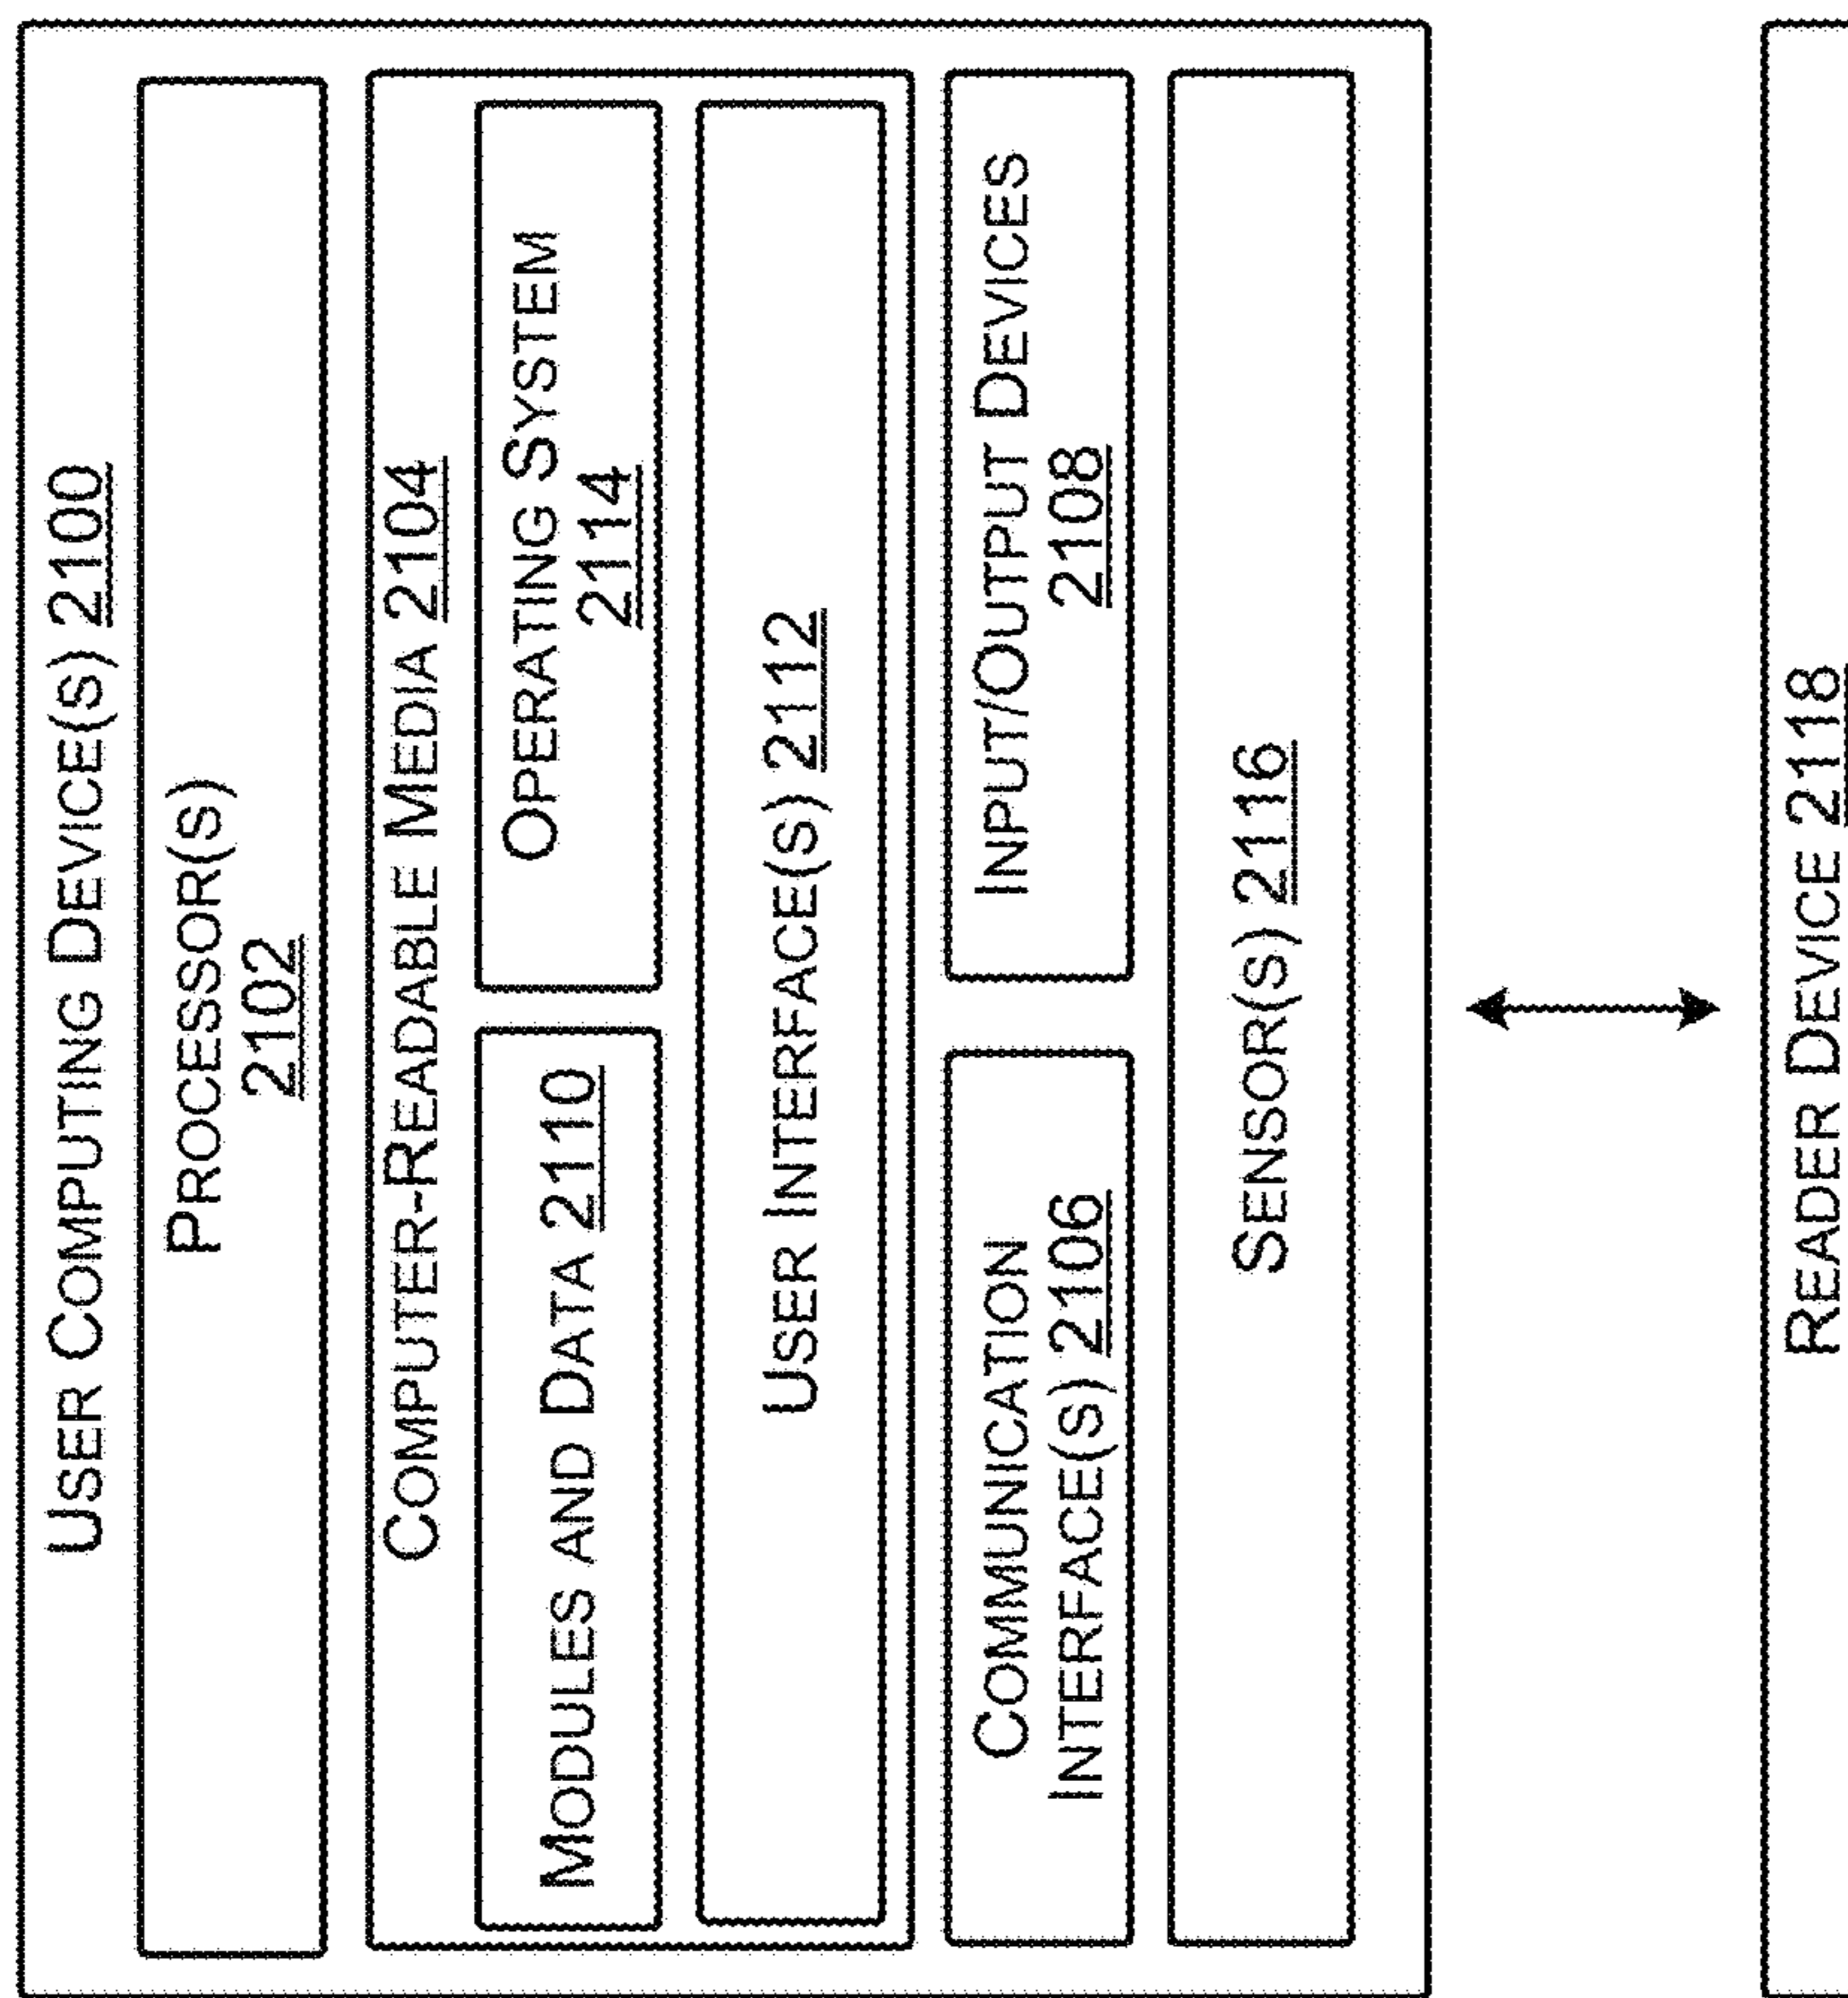 USER COMPUTING DEVICE(S) 2100
PROCESSOR(S)
2102
COMPUTER-READABLE MEDIA 2104
MODULES AND DATA 2110
OPERATING SYSTEM
2114
USER INTERFACE(S) 2112
COMMUNICATION
INTERFACE(S) 2106
INPUT/OUTPUT DEVICES
2108
SENSOR(S) 2116
READER DEVICE 2118